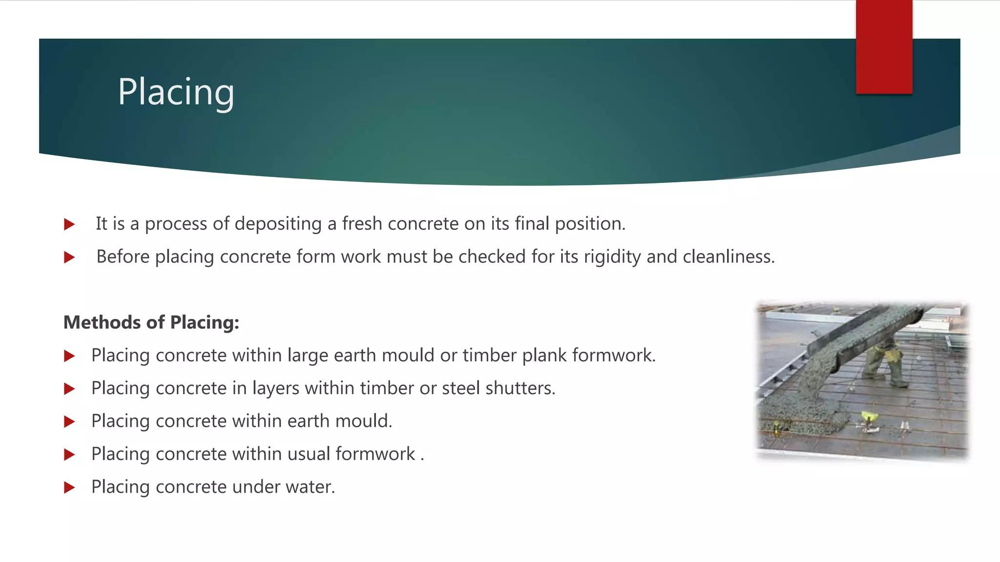 Placing
It is a process of depositing a fresh concrete on its final position.
Before placing concrete form work must be checked for its rigidity and cleanliness.
Methods of Placing:
Placing concrete within large earth mould or timber plank formwork.
Placing concrete in layers within timber or steel shutters.
Placing concrete within earth mould.
Placing concrete within usual formwork .
Placing concrete under water.